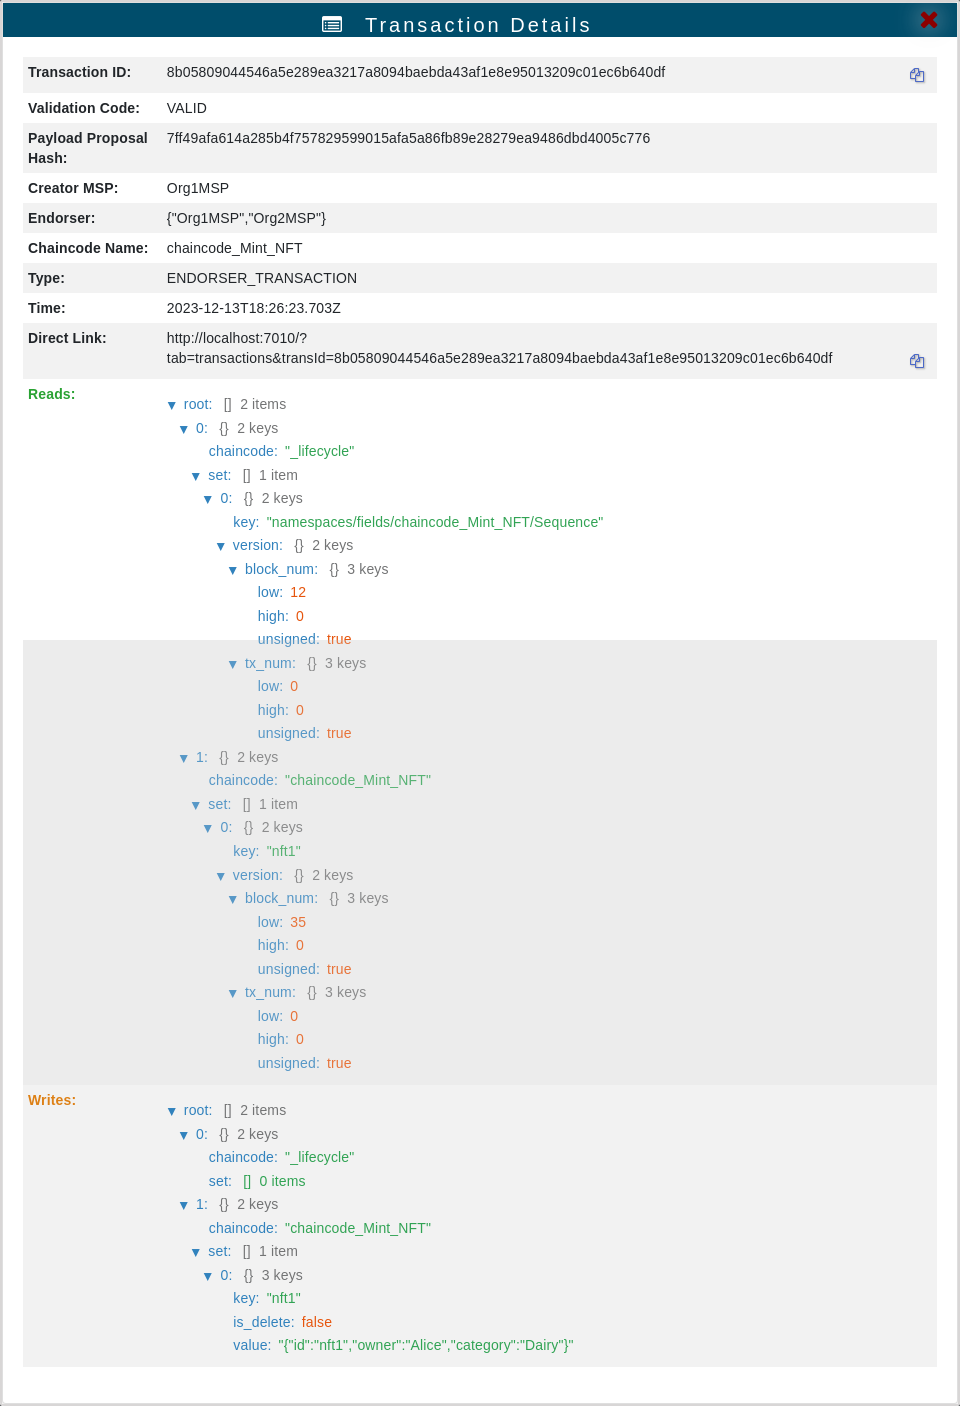 Transaction Details
Transaction ID: 8b05809044546a5e289ea3217a8094baebda43af1e8e95013209c01ec6b640df
Validation Code: VALID
Payload Proposal Hash: 7ff49afa614a285b4f757829599015afa5a86fb89e28279ea9486dbd4005c776
Creator MSP: Org1MSP
Endorser: {"Org1MSP","Org2MSP"}
Chaincode Name: chaincode_Mint_NFT
Type: ENDORSER_TRANSACTION
Time: 2023-12-13T18:26:23.703Z
Direct Link: http://localhost:7010/?
tab=transactions&transId=8b05809044546a5e289ea3217a8094baebda43af1e8e95013209c01ec6b640df
Reads:
▼ root: [] 2 items
▼ 0: {} 2 keys
chaincode: "_lifecycle"
▼ set: [] 1 item
▼ 0: {} 2 keys
key: "namespaces/fields/chaincode_Mint_NFT/Sequence"
▼ version: {} 2 keys
▼ block_num: {} 3 keys
low: 12
high: 0
unsigned: true
▼ tx_num: {} 3 keys
low: 0
high: 0
unsigned: true
▼ 1: {} 2 keys
chaincode: "chaincode_Mint_NFT"
▼ set: [] 1 item
▼ 0: {} 2 keys
key: "nft1"
▼ version: {} 2 keys
▼ block_num: {} 3 keys
low: 35
high: 0
unsigned: true
▼ tx_num: {} 3 keys
low: 0
high: 0
unsigned: true
Writes:
▼ root: [] 2 items
▼ 0: {} 2 keys
chaincode: "_lifecycle"
set: [] 0 items
▼ 1: {} 2 keys
chaincode: "chaincode_Mint_NFT"
▼ set: [] 1 item
▼ 0: {} 3 keys
key: "nft1"
is_delete: false
value: "{"id":"nft1","owner":"Alice","category":"Dairy"}"